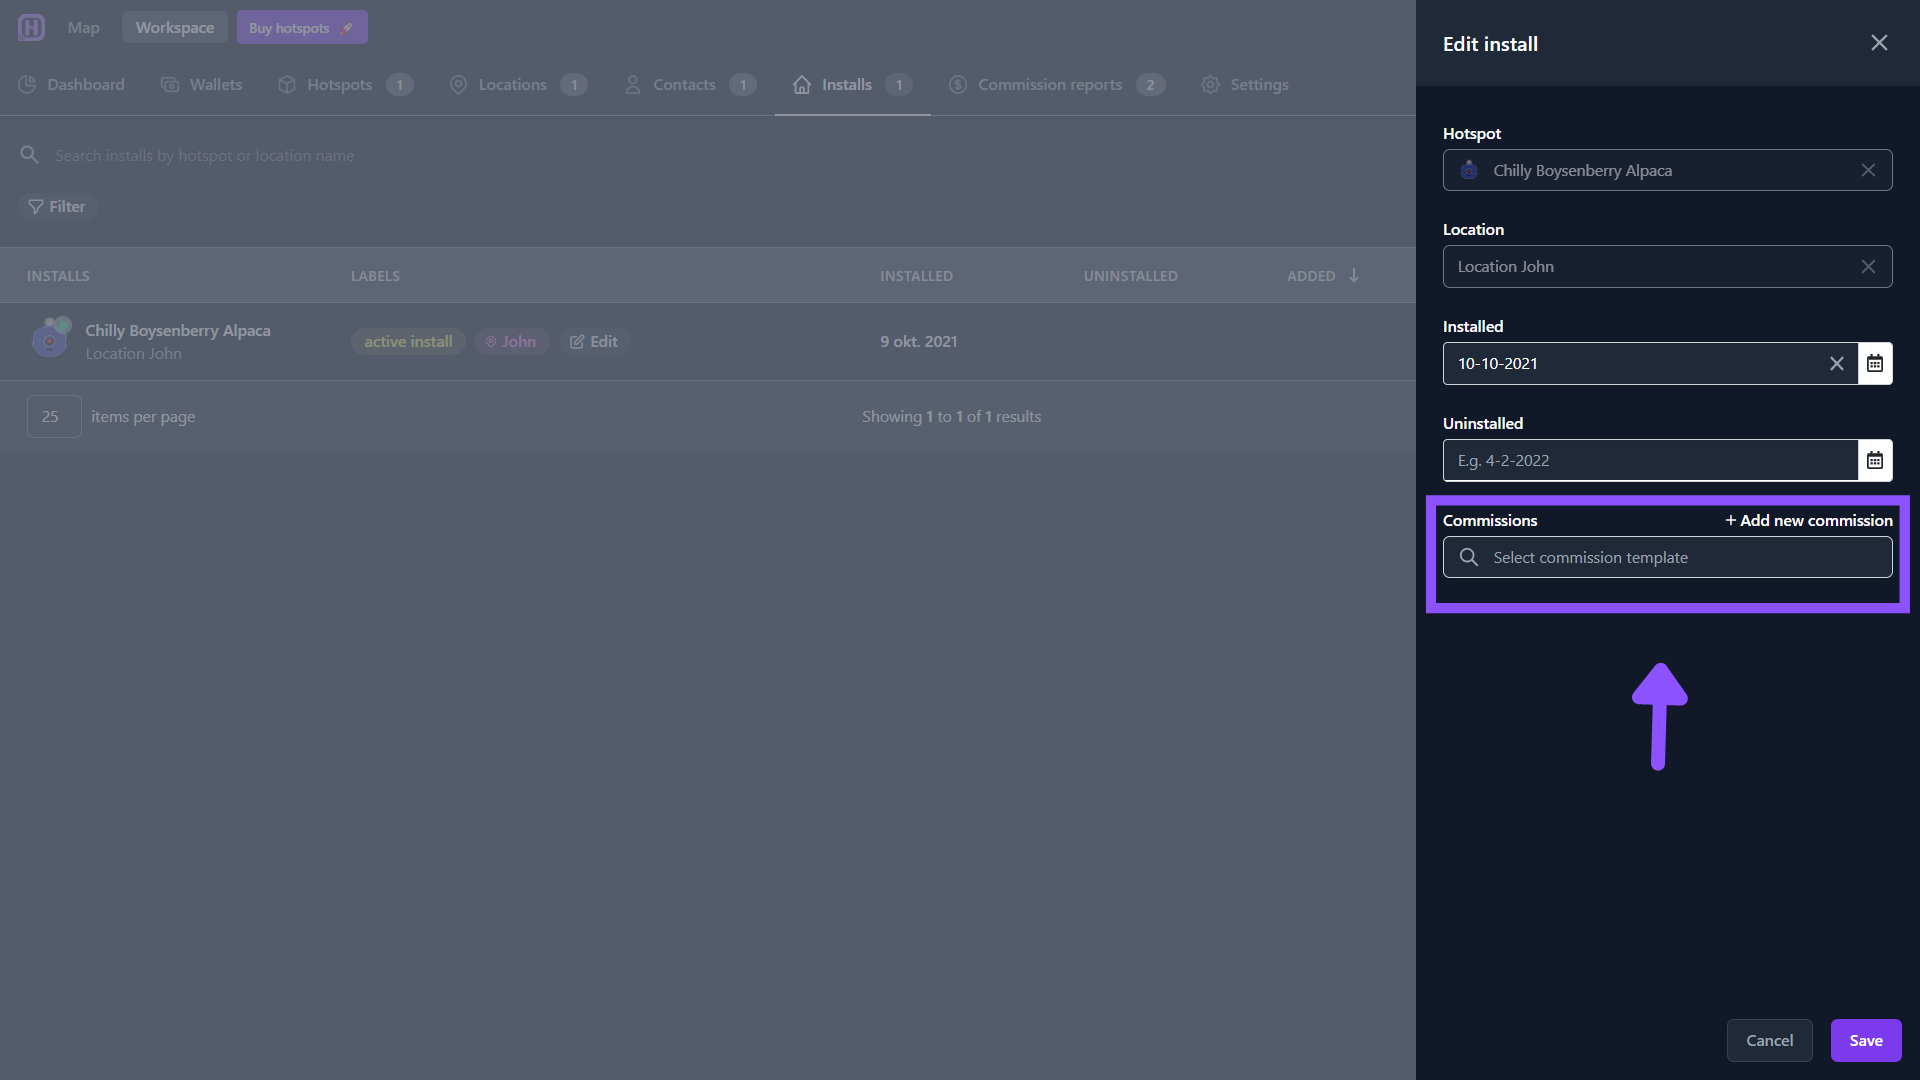 H Map Workspace Buy hotspots
Dashboard Wallets Hotspots 1 Locations 1 Contacts 1 Installs 1 Commission reports 2 Settings
Search installs by hotspot or location name
Filter
INSTALLS LABELS INSTALLED UNINSTALLED ADDED
Chilly Boysenberry Alpaca
Location John
active install John Edit 9 okt. 2021
25 items per page Showing 1 to 1 of 1 results
Edit install
Hotspot
Chilly Boysenberry Alpaca
Location
Location John
Installed
10-10-2021
Uninstalled
E.g. 4-2-2022
Commissions + Add new commission
Select commission template
Cancel Save